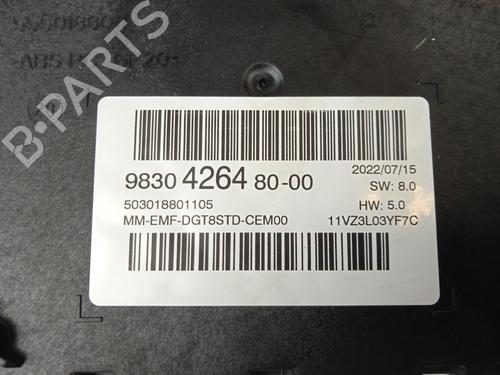 2022/07/15
9830 4264 80-00
SW: 8.0
503018801105
HW: 5.0
MM-EMF-DGT8STD-CEM00
11VZ3L03YF7C
B-PARTS